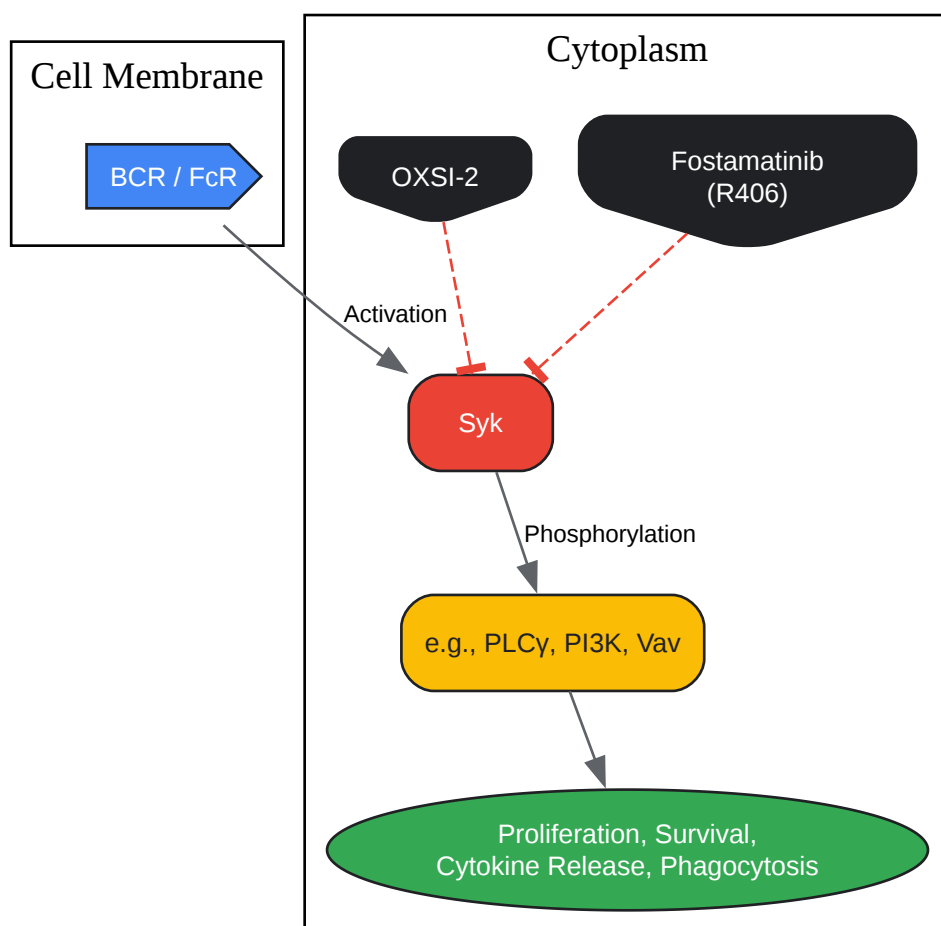 Cell Membrane
BCR / FcR
Cytoplasm
OXSI-2
Fostamatinib
(R406)
Activation
Syk
Phosphorylation
e.g., PLCγ, PI3K, Vav
Proliferation, Survival,
Cytokine Release, Phagocytosis